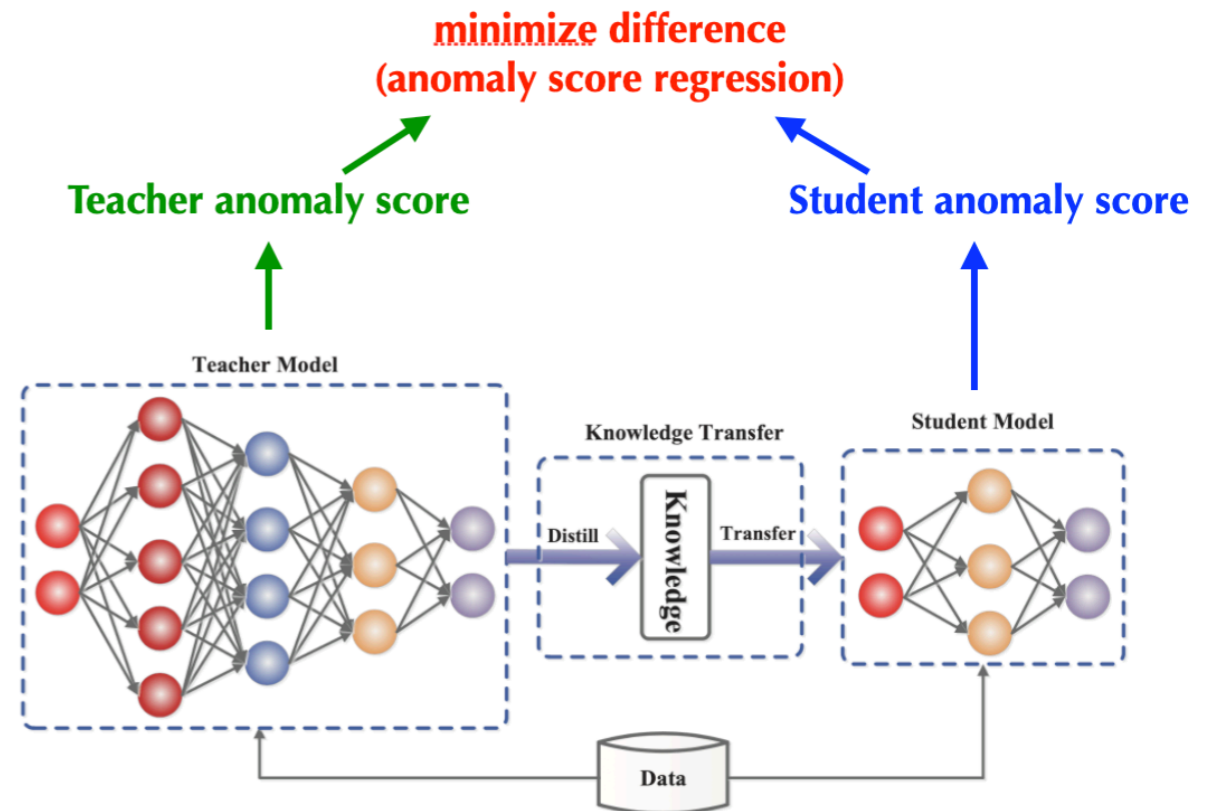 minimize difference
(anomaly score regression)
Teacher anomaly score
Student anomaly score
Teacher Model
Knowledge Transfer
Student Model
Distill
Knowledge
Transfer
Data